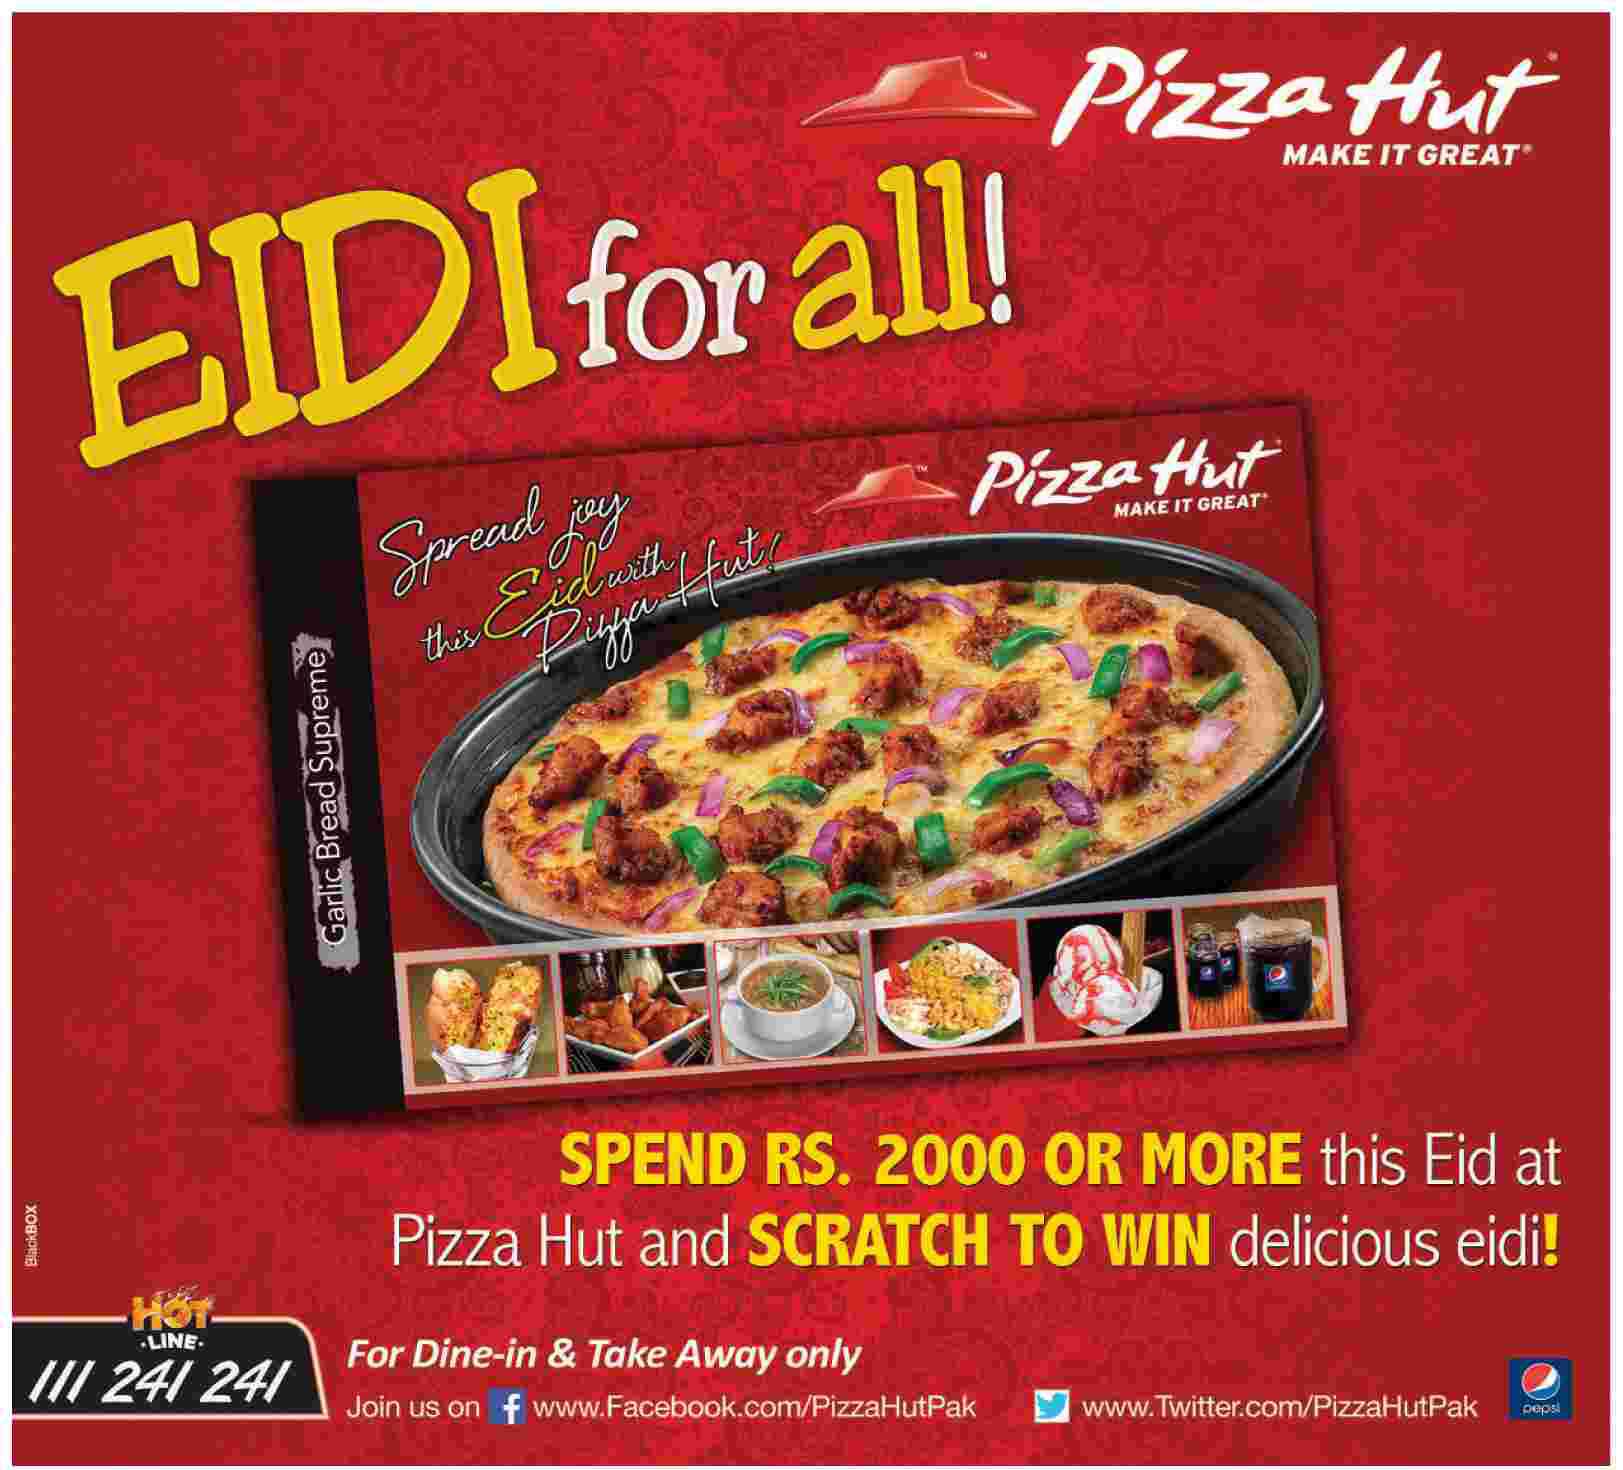 Pizza Hut®
MAKE IT GREAT®
™
EIDI for all!
Spread joy
this Eid with
Pizza Hut!
™
Pizza Hut
MAKE IT GREAT®
Garlic Bread Supreme
SPEND RS. 2000 OR MORE this Eid at
Pizza Hut and SCRATCH TO WIN delicious eidi!
BlackBOX
HOT
·LINE·
111 241 241
For Dine-in & Take Away only
Join us on f www.Facebook.com/PizzaHutPak
www.Twitter.com/PizzaHutPak
pepsi